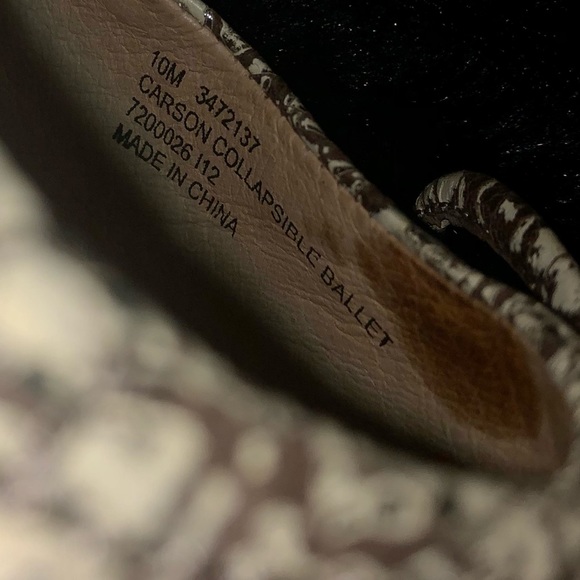 10M 3472137
CARSON COLLAPSIBLE BALLET
7200026 I12
MADE IN CHINA